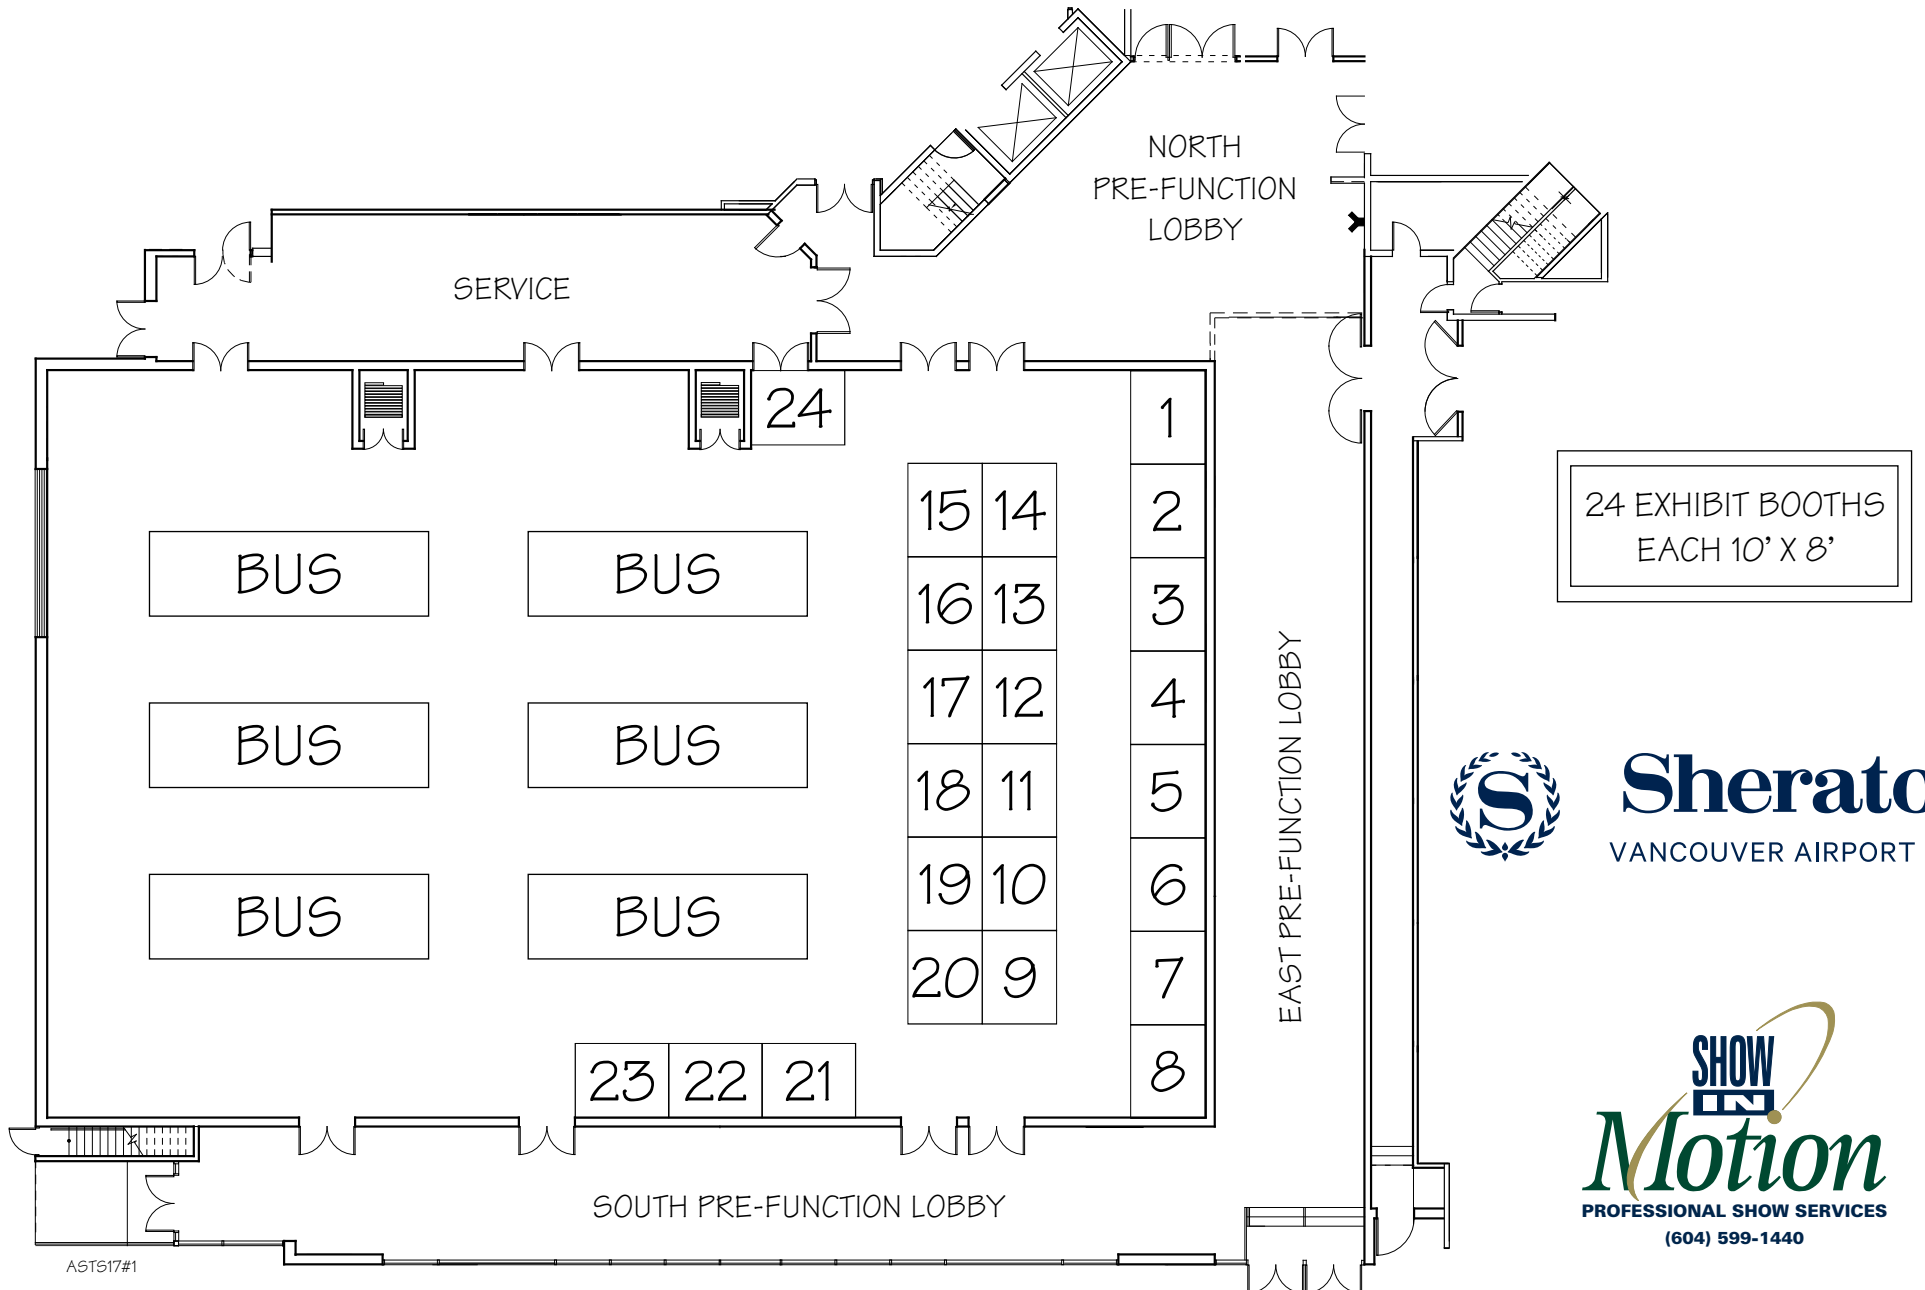 NORTH
PRE-FUNCTION
LOBBY
SERVICE
24
1
15 14 2
16 13 3
17 12 4
18 11 5
19 10 6
20 9 7
23 22 21 8
BUS BUS
BUS BUS
BUS BUS
EAST PRE-FUNCTION LOBBY
SOUTH PRE-FUNCTION LOBBY
24 EXHIBIT BOOTHS
EACH 10' X 8'
S
Sherato
VANCOUVER AIRPORT
SHOW
IN
Motion
PROFESSIONAL SHOW SERVICES
(604) 599-1440
ASTS17#1